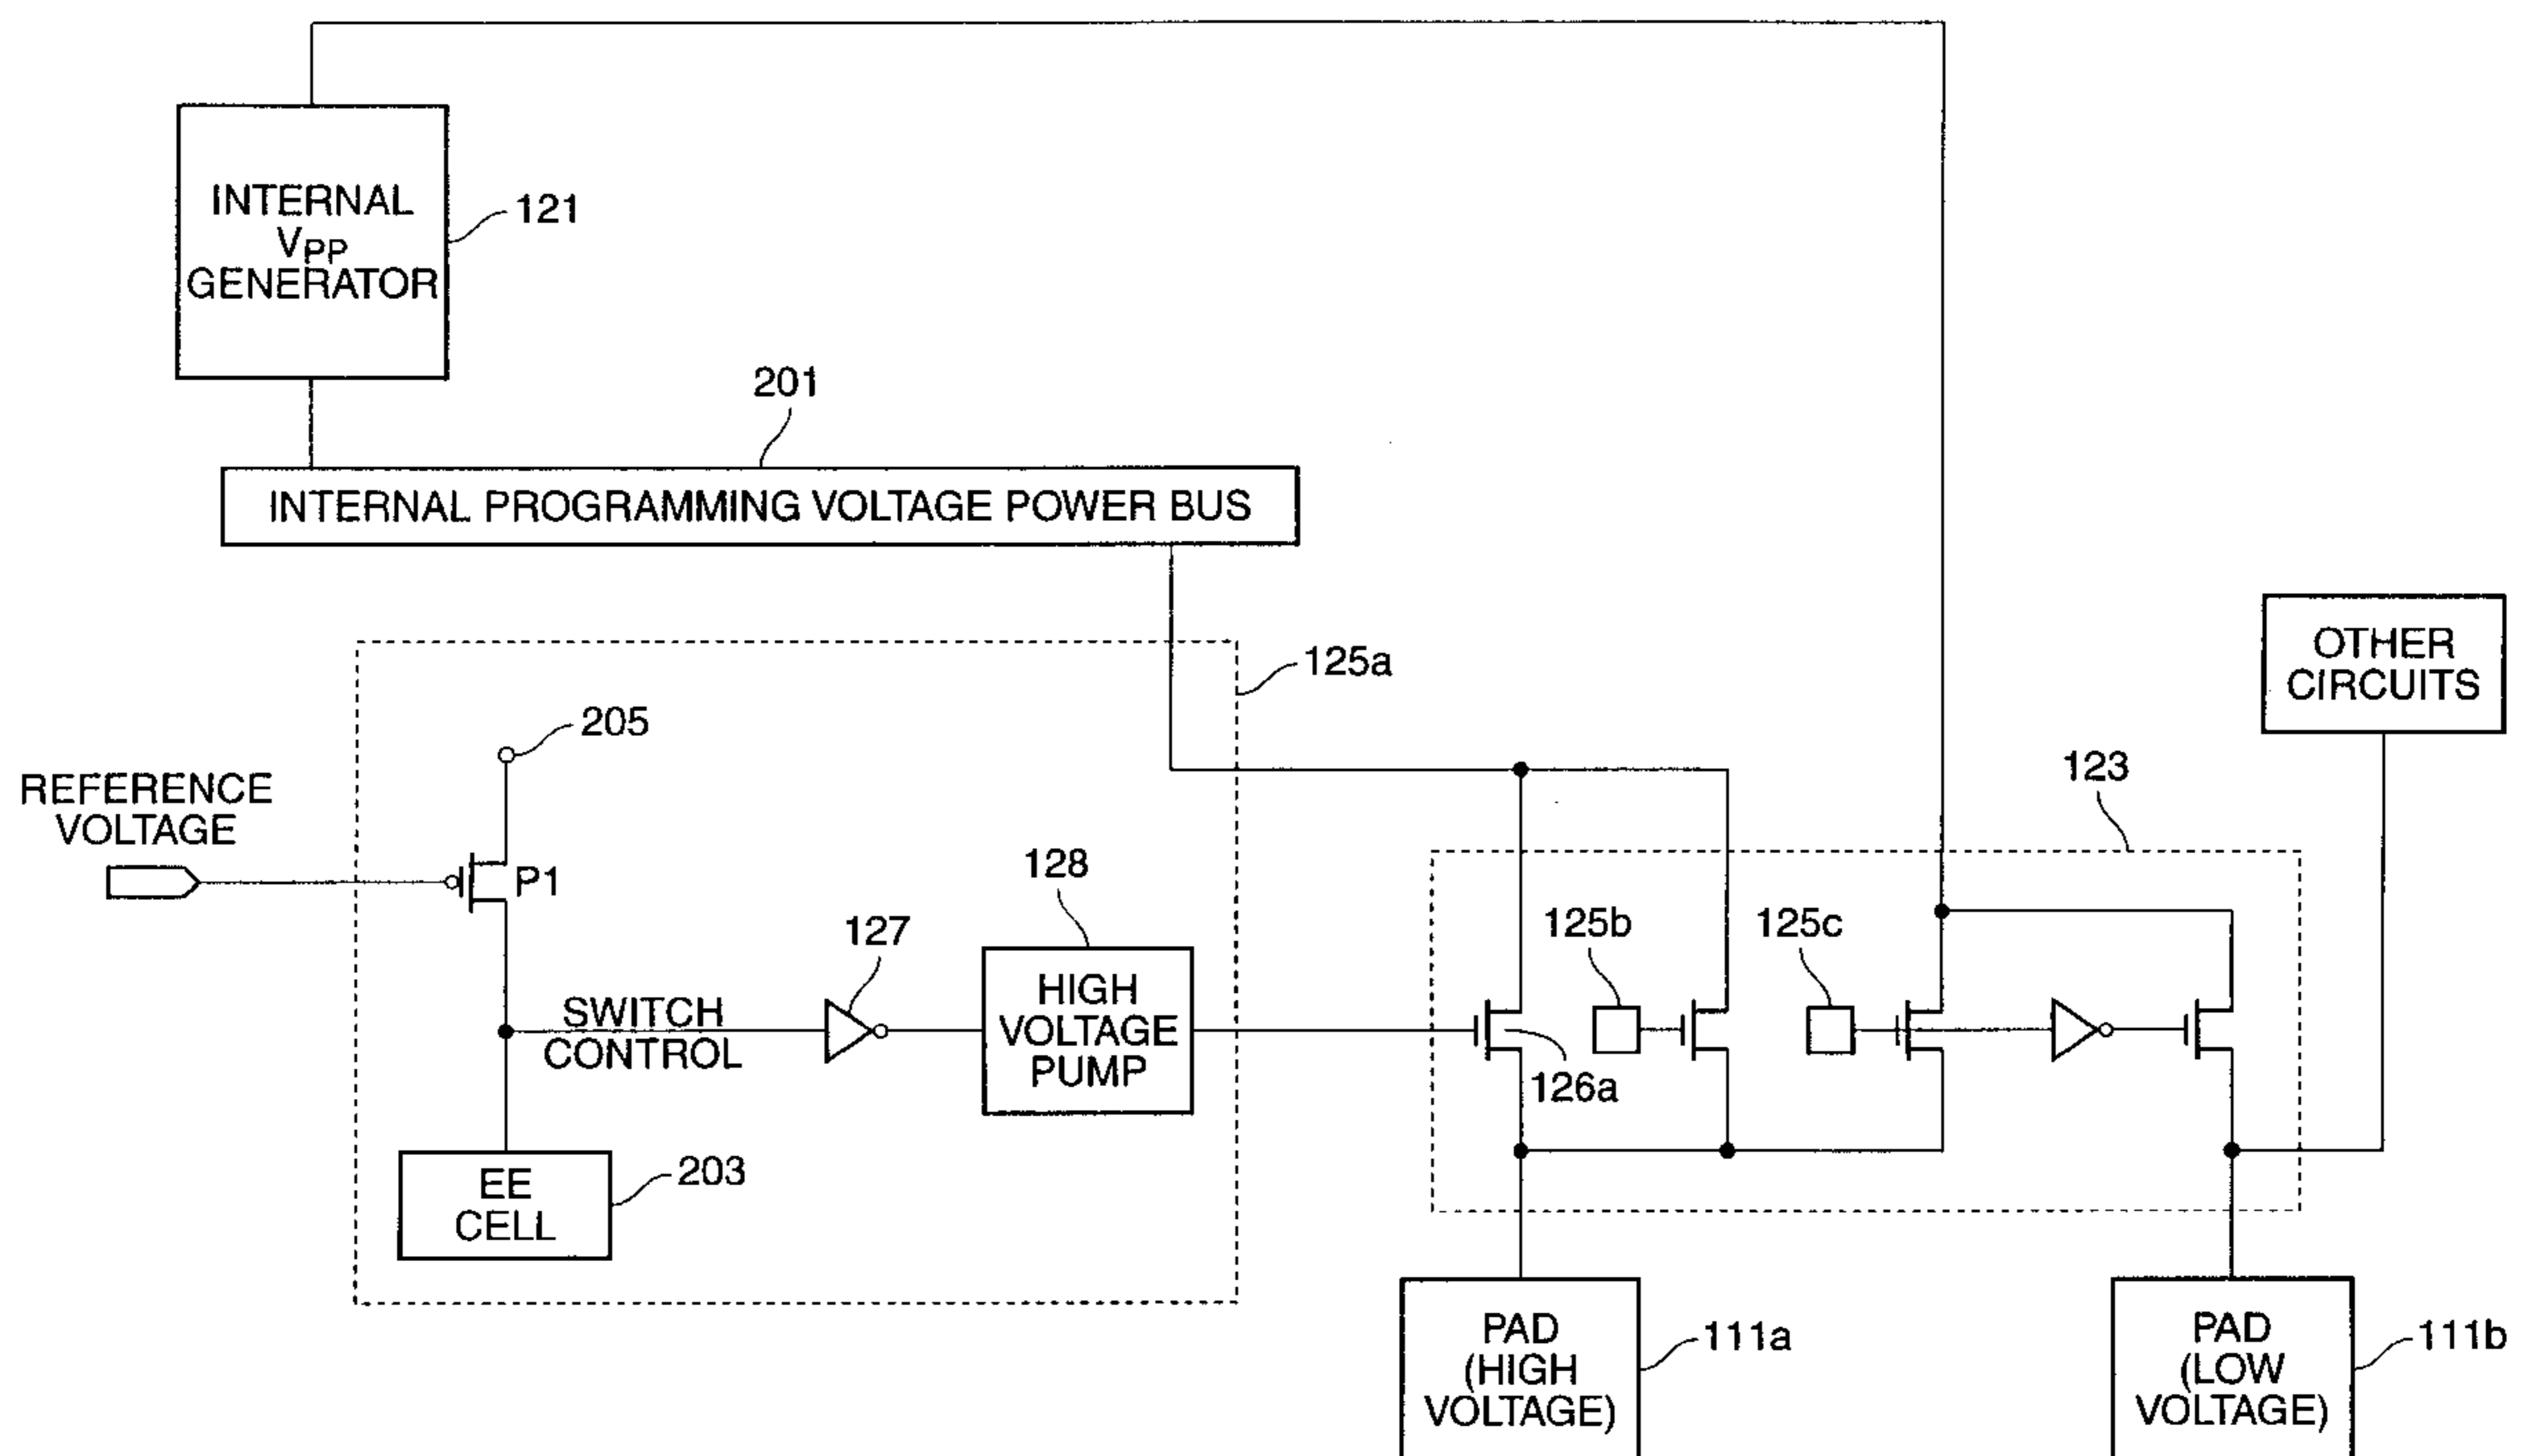 INTERNAL
VPP
GENERATOR
121
201
INTERNAL PROGRAMMING VOLTAGE POWER BUS
125a
OTHER
CIRCUITS
205
123
REFERENCE
VOLTAGE
P1
128
127
125b
125c
HIGH
VOLTAGE
PUMP
SWITCH
CONTROL
126a
EE
CELL
203
PAD
(HIGH
VOLTAGE)
111a
PAD
(LOW
VOLTAGE)
111b